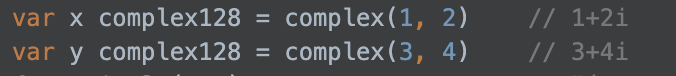 var x complex128 = complex(1, 2)    // 1+2i
var y complex128 = complex(3, 4)    // 3+4i